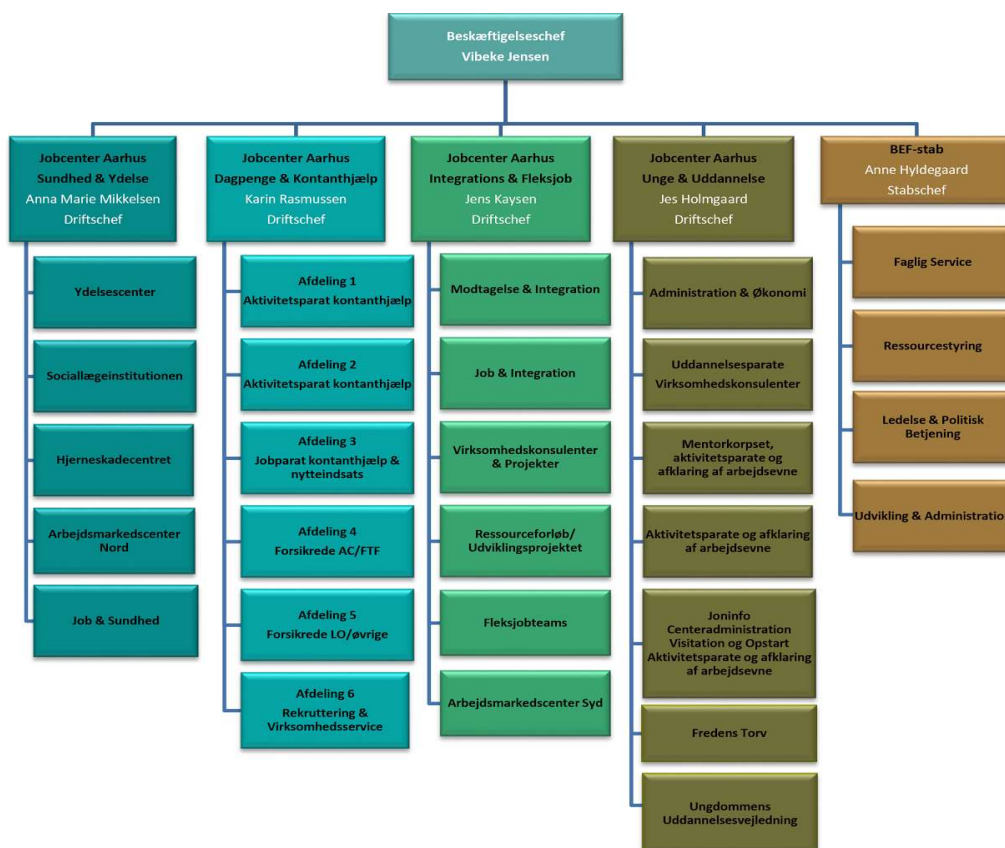 Beskæftigelseschef
Vibeke Jensen
Jobcenter Aarhus
Sundhed & Ydelse
Anna Marie Mikkelsen
Driftschef
Ydelsescenter
Sociallægeinstitutionen
Hjerneskadecentret
Arbejdsmarkedscenter
Nord
Job & Sundhed
Jobcenter Aarhus
Dagpenge & Kontanthjælp
Karin Rasmussen
Driftschef
Afdeling 1
Aktivitetsparat kontanthjælp
Afdeling 2
Aktivitetsparat kontanthjælp
Afdeling 3
Jobparat kontanthjælp &
nytteindsats
Afdeling 4
Forsikrede AC/FTF
Afdeling 5
Forsikrede LO/øvrige
Afdeling 6
Rekruttering &
Virksomhedsservice
Jobcenter Aarhus
Integrations & Fleksjob
Jens Kaysen
Driftschef
Modtagelse & Integration
Job & Integration
Virksomhedskonsulenter
& Projekter
Ressourceforløb/
Udviklingsprojektet
Fleksjobteams
Arbejdsmarkedscenter Syd
Jobcenter Aarhus
Unge & Uddannelse
Jes Holmgaard
Driftschef
Administration & Økonomi
Uddannelsesparate
Virksomhedskonsulenter
Mentorkorpset,
aktivitetsparate og
afklaring af arbejdsevne
Aktivitetsparate og afklaring
af arbejdsevne
Joninfo
Centeradministration
Visitation og Opstart
Aktivitetsparate og afklaring
af arbejdsevne
Fredens Torv
Ungdommens
Uddannelsesvejledning
BEF-stab
Anne Hyldegaard
Stabschef
Faglig Service
Ressourcestyring
Ledelse & Politisk
Betjening
Udvikling & Administration